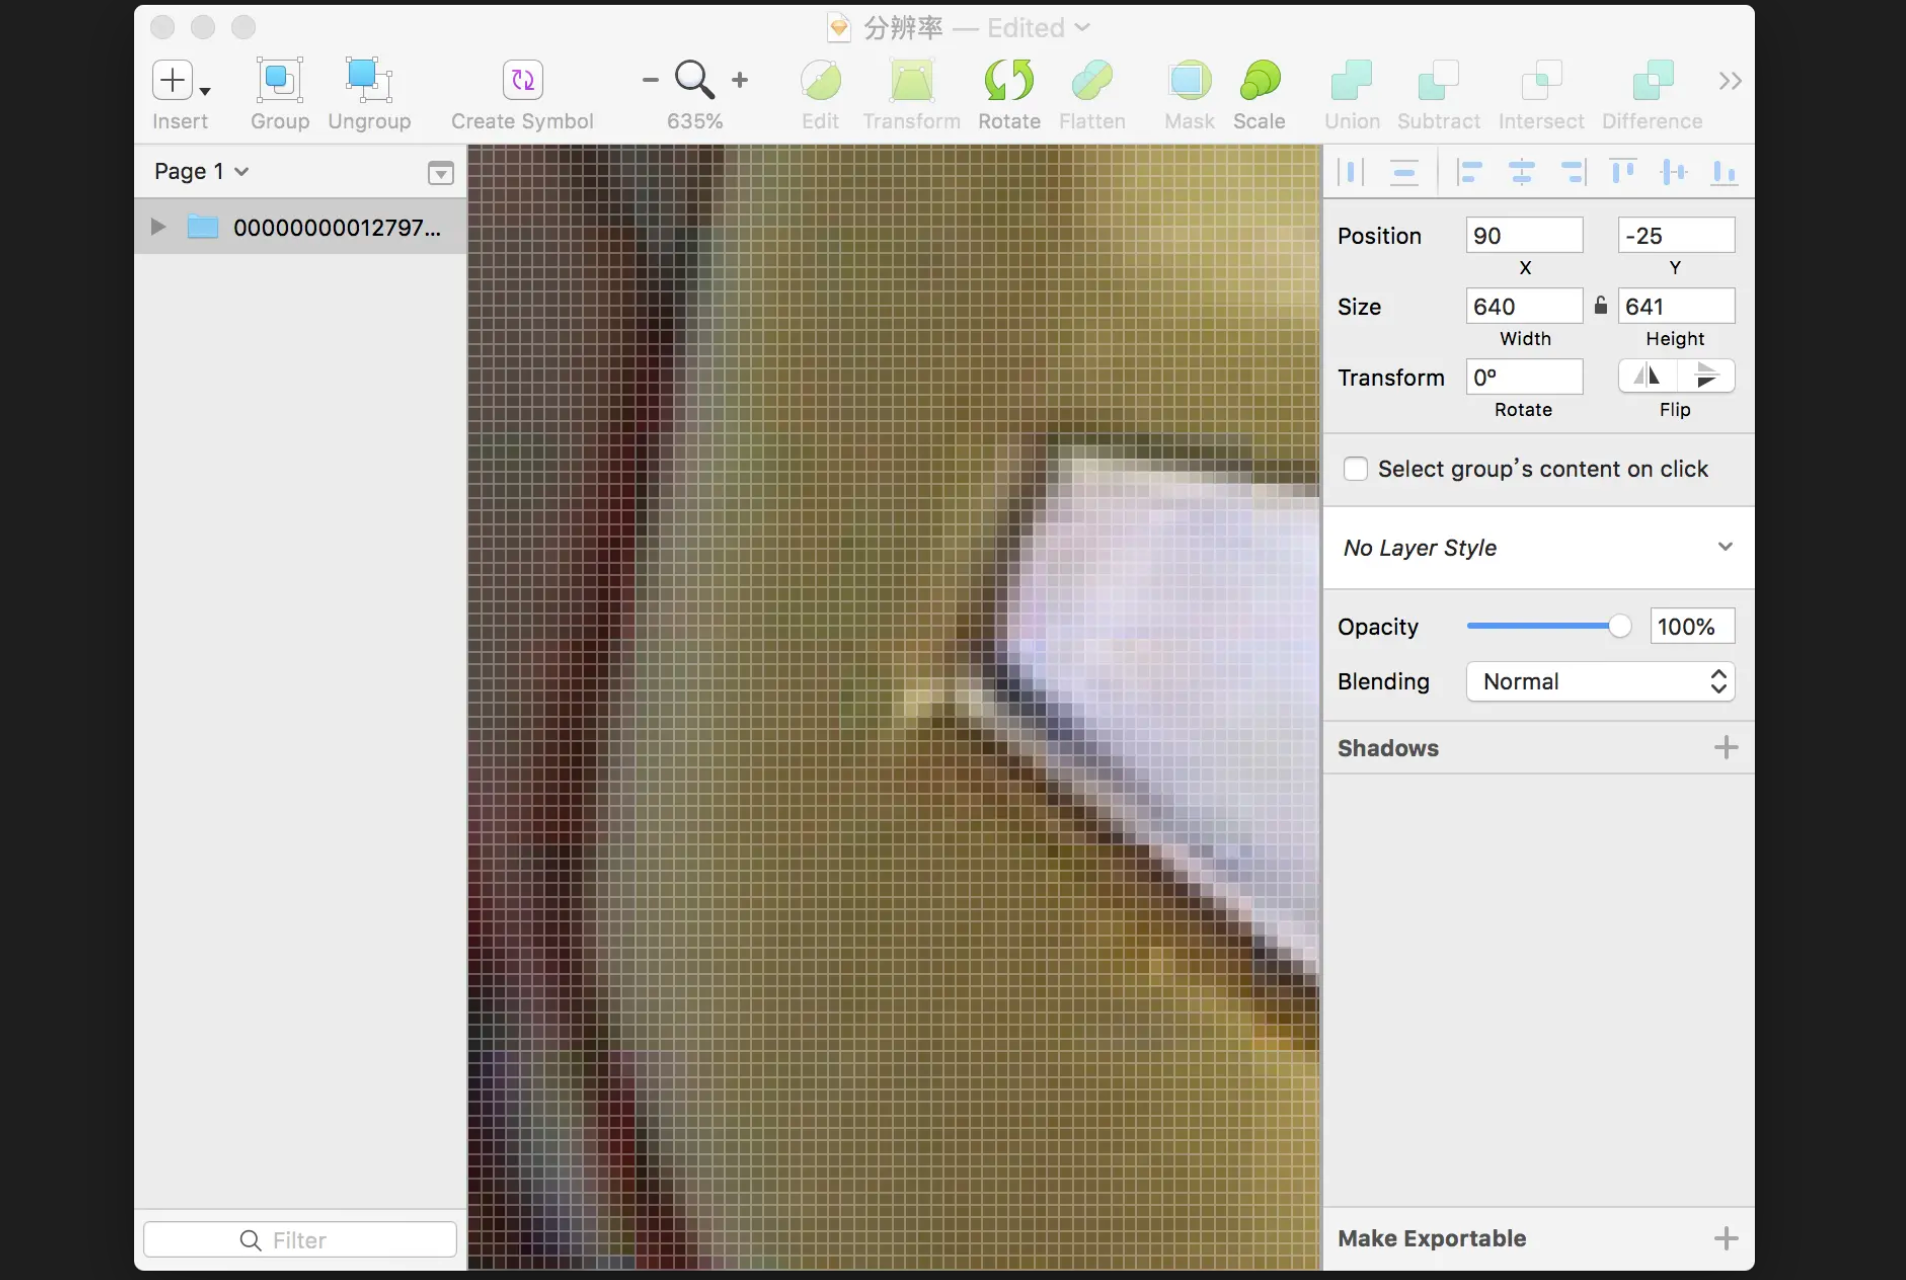 分辨率 — Edited
Insert
Group
Ungroup
Create Symbol
635%
Edit
Transform
Rotate
Flatten
Mask
Scale
Union
Subtract
Intersect
Difference
Page 1
00000000012797...
Position
90
-25
X
Y
Size
640
641
Width
Height
Transform
0º
Rotate
Flip
Select group’s content on click
No Layer Style
Opacity
100%
Blending
Normal
Shadows
Filter
Make Exportable